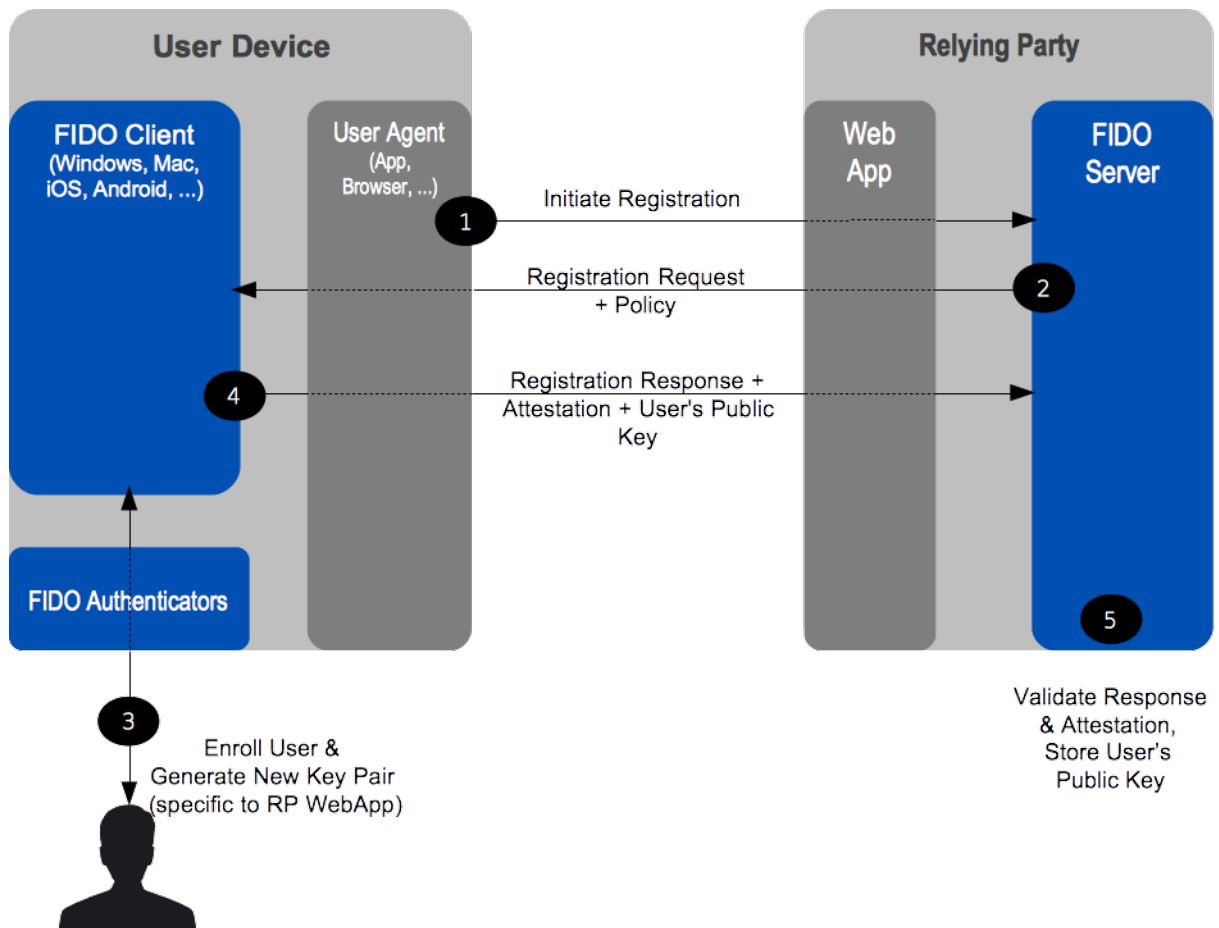 User Device
Relying Party
FIDO Client
(Windows, Mac,
iOS, Android, ...)
User Agent
(App,
Browser, ...)
Web
App
FIDO
Server
1
Initiate Registration
Registration Request
+ Policy
2
4
Registration Response +
Attestation + User's Public
Key
FIDO Authenticators
5
3
Enroll User &
Generate New Key Pair
(specific to RP WebApp)
Validate Response
& Attestation,
Store User’s
Public Key